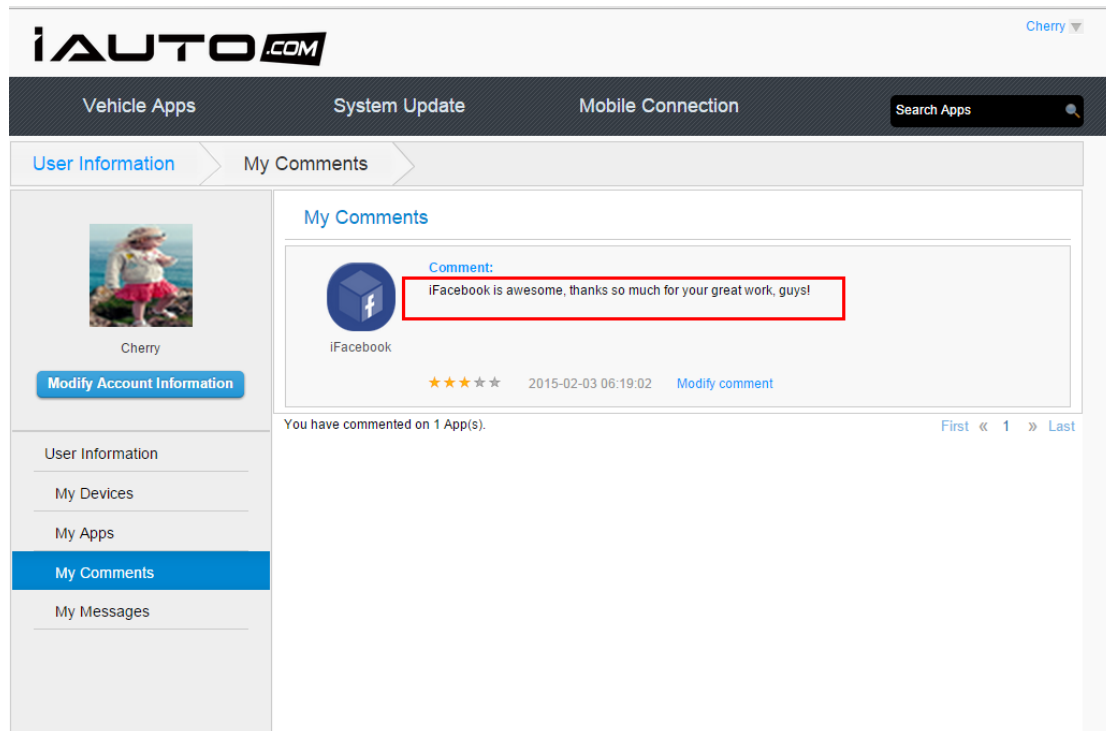 iAUTO.COM
Cherry
Vehicle Apps
System Update
Mobile Connection
Search Apps
User Information
My Comments
Cherry
Modify Account Information
User Information
My Devices
My Apps
My Comments
My Messages
My Comments
Comment:
iFacebook is awesome, thanks so much for your great work, guys!
f
iFacebook
2015-02-03 06:19:02
Modify comment
You have commented on 1 App(s).
First « 1 » Last